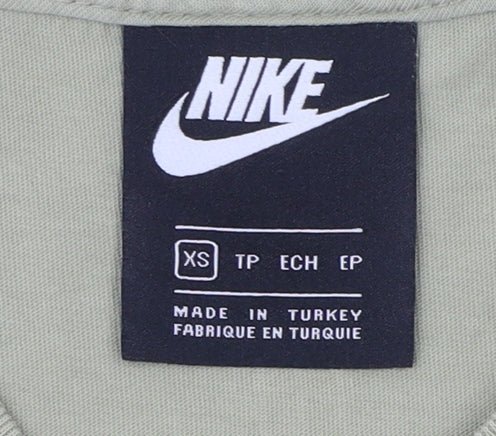 NIKE
XS TP ECH EP
MADE IN TURKEY
FABRIQUE EN TURQUIE